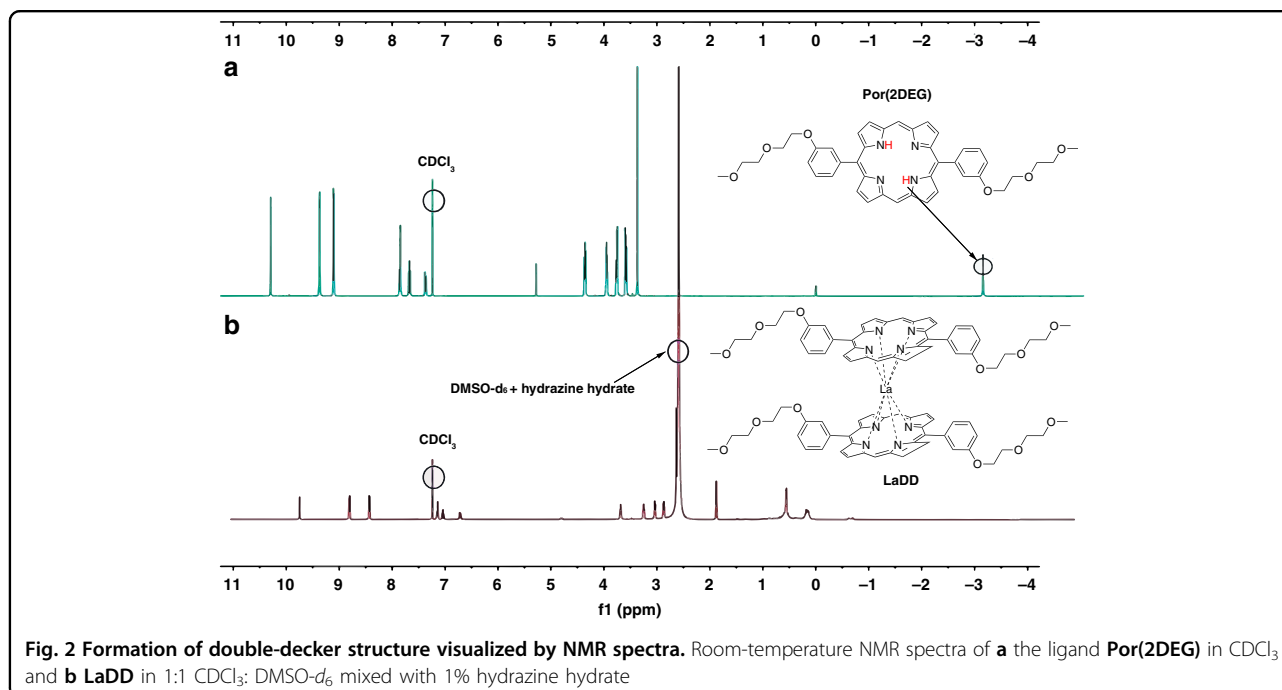 11 10 9 8 7 6 5 4 3 2 1 0 −1 −2 −3 −4
a
Por(2DEG)
CDCl₃
O
O
O
NH
N
N
HN
O
O
O
b
DMSO-d₆ + hydrazine hydrate
CDCl₃
O
O
O
N
N
N
N
O
O
O
La
O
O
O
N
N
N
N
O
O
O
LaDD
11 10 9 8 7 6 5 4 3 2 1 0 −1 −2 −3 −4
f1 (ppm)
Fig. 2 Formation of double-decker structure visualized by NMR spectra. Room-temperature NMR spectra of a the ligand Por(2DEG) in CDCl₃
and b LaDD in 1:1 CDCl₃: DMSO-d₆ mixed with 1% hydrazine hydrate